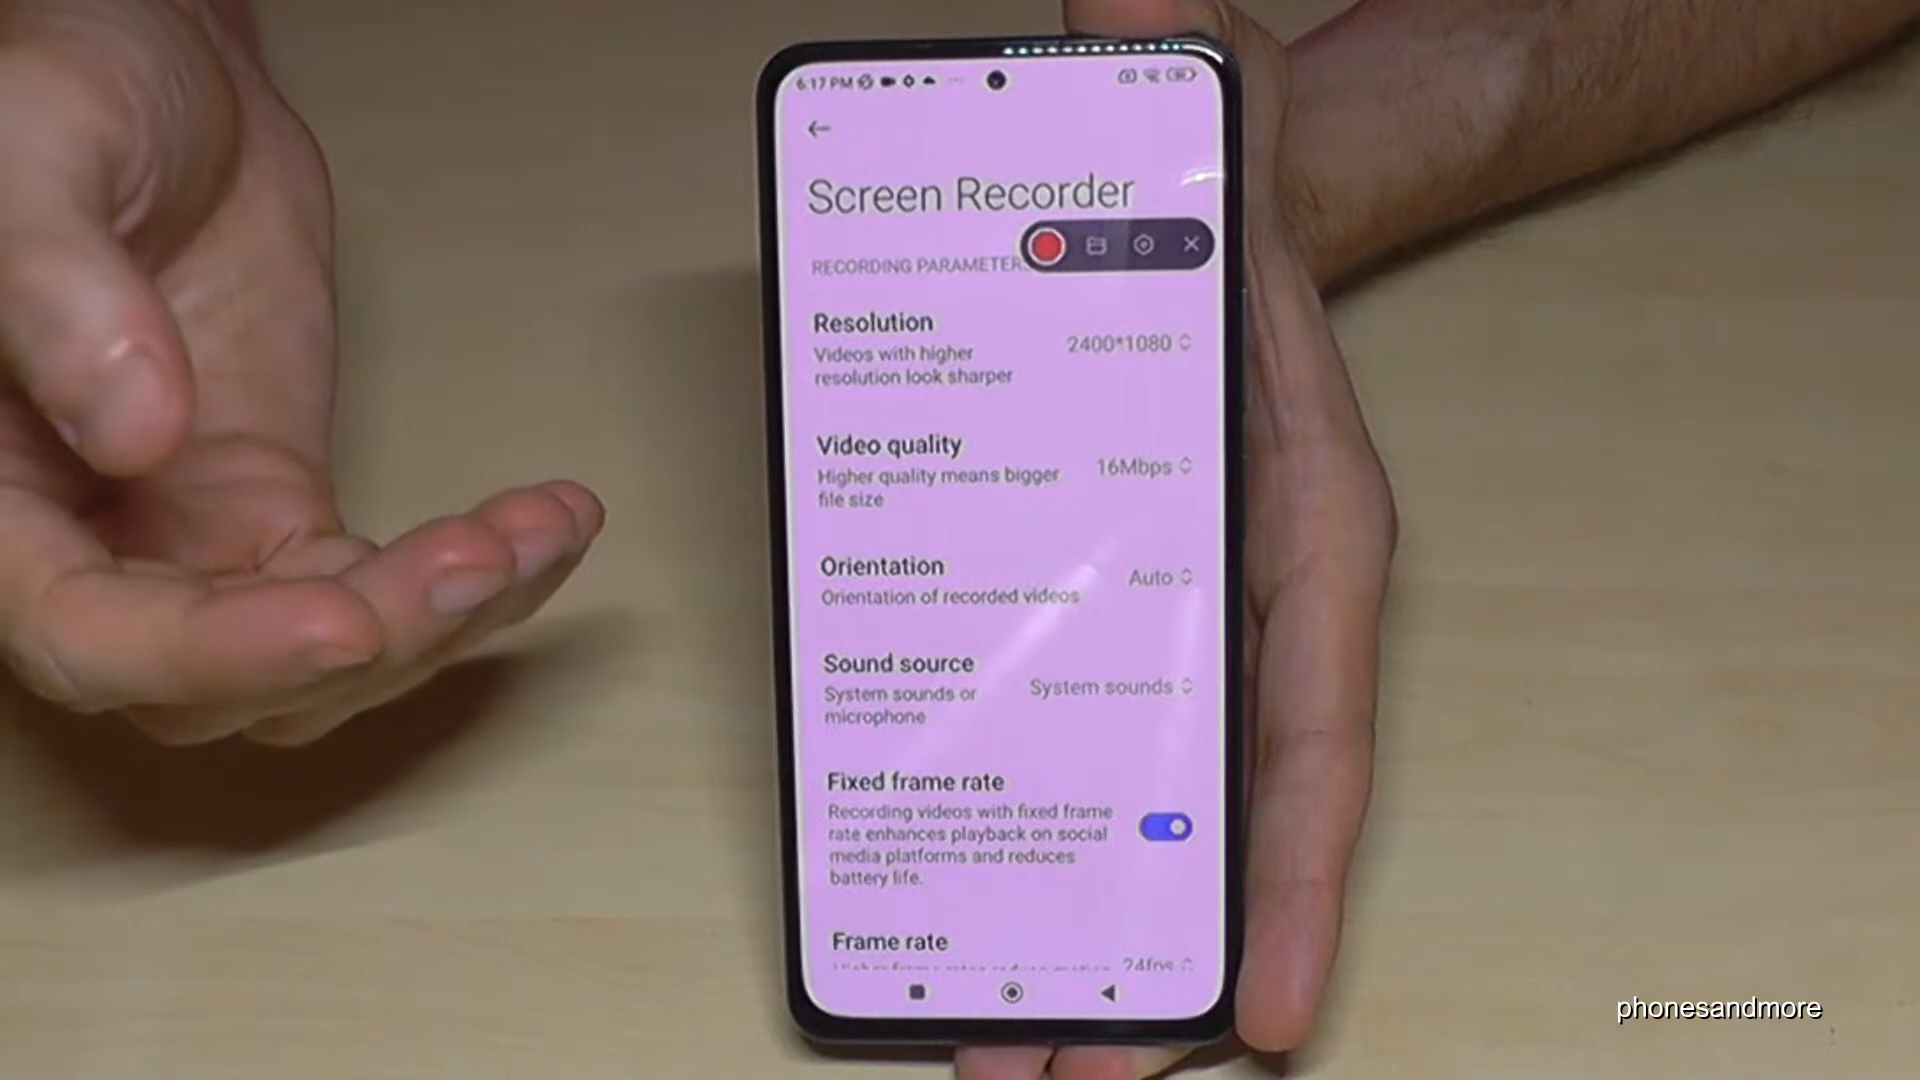 6:17 PM
Screen Recorder
RECORDING PARAMETER
Resolution
Videos with higher
resolution look sharper
2400*1080
Video quality
Higher quality means bigger
file size
16Mbps
Orientation
Orientation of recorded videos
Auto
Sound source
System sounds or
microphone
System sounds
Fixed frame rate
Recording videos with fixed frame
rate enhances playback on social
media platforms and reduces
battery life.
Frame rate
24fps
phonesandmore